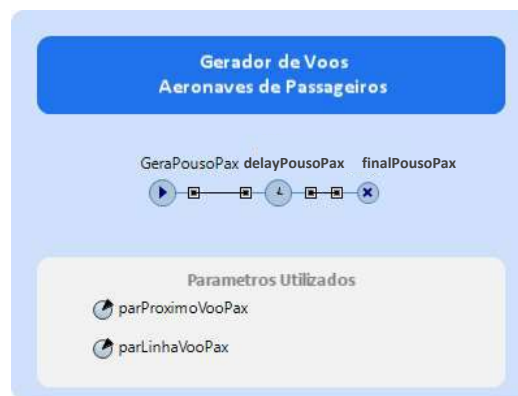 Gerador de Voos
Aeronaves de Passageiros
GeraPousoPax delayPousoPax finalPousoPax
Parametros Utilizados
parProximoVooPax
parLinhaVooPax